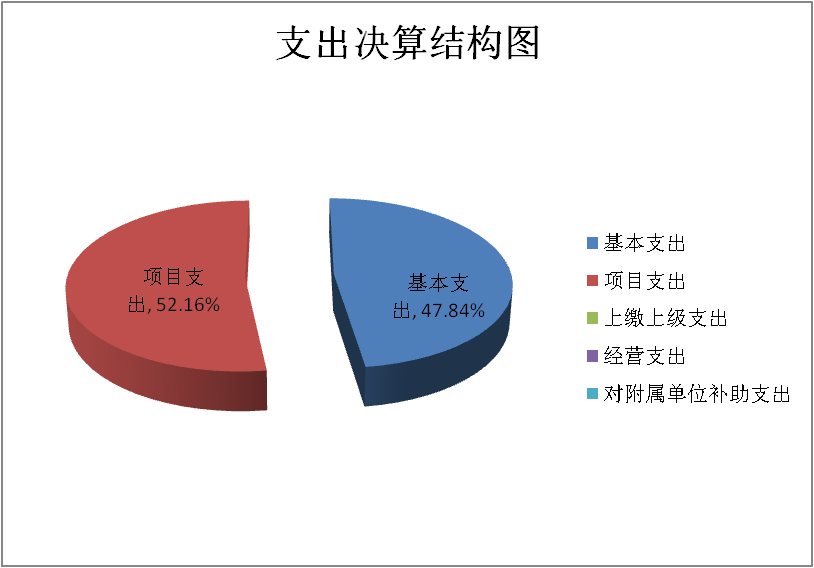 支出决算结构图
项目支
出, 52.16%
基本支
出, 47.84%
基本支出
项目支出
上缴上级支出
经营支出
对附属单位补助支出